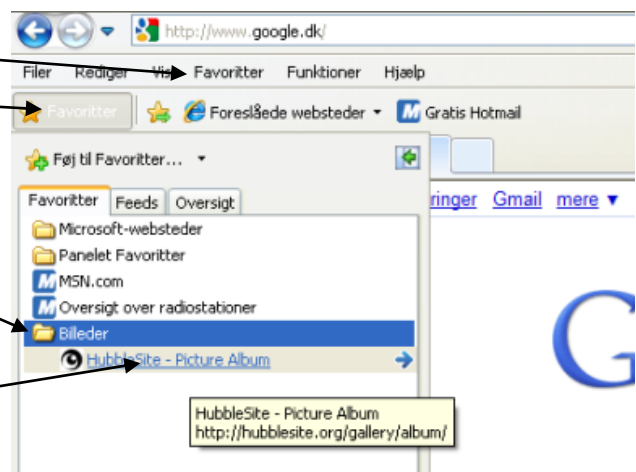 http://www.google.dk/
Filer Rediger Vis Favoritter Funktioner Hjælp
Favoritter Foreslåede websteder Gratis Hotmail
Føj til Favoritter...
Favoritter Feeds Oversigt
ringer Gmail mere ▼
Microsoft-websteder
Panelet Favoritter
MSN.com
Oversigt over radiostationer
Billeder
HubbleSite - Picture Album
G
HubbleSite - Picture Album
http://hubblesite.org/gallery/album/